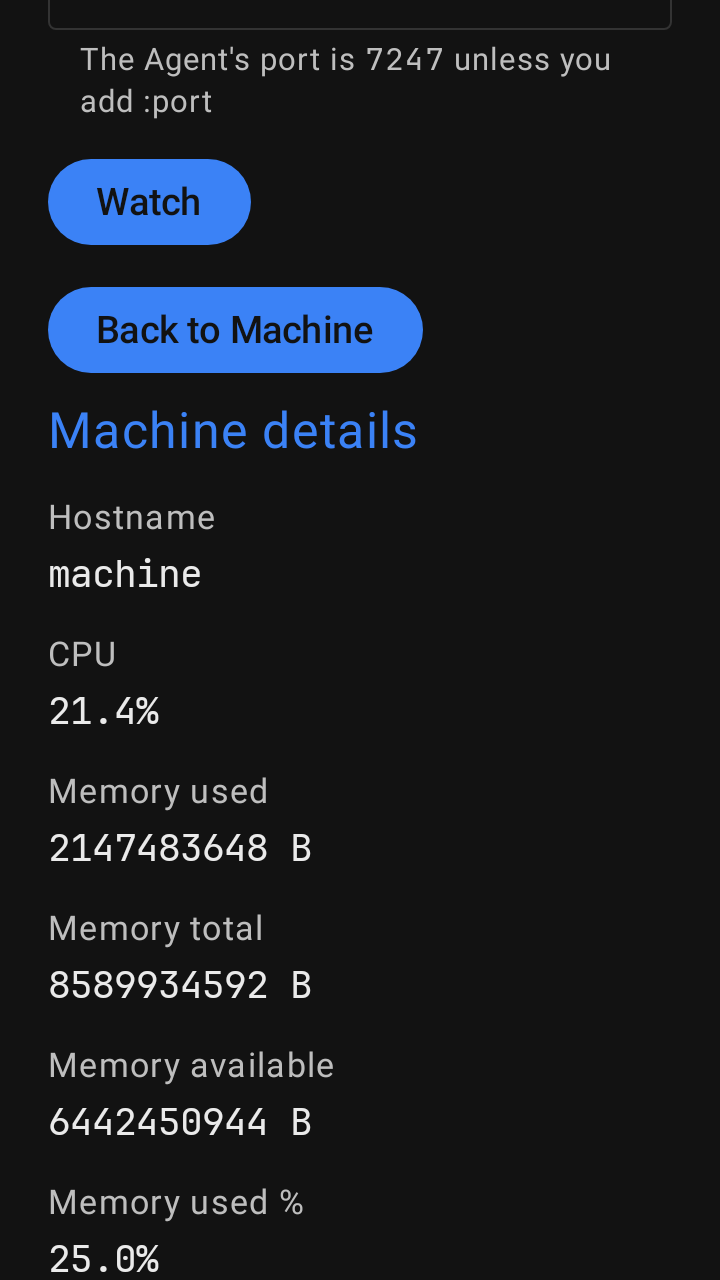 The Agent's port is 7247 unless you
add :port
Watch
Back to Machine
Machine details
Hostname
machine
CPU
21.4%
Memory used
2147483648 B
Memory total
8589934592 B
Memory available
6442450944 B
Memory used %
25.0%